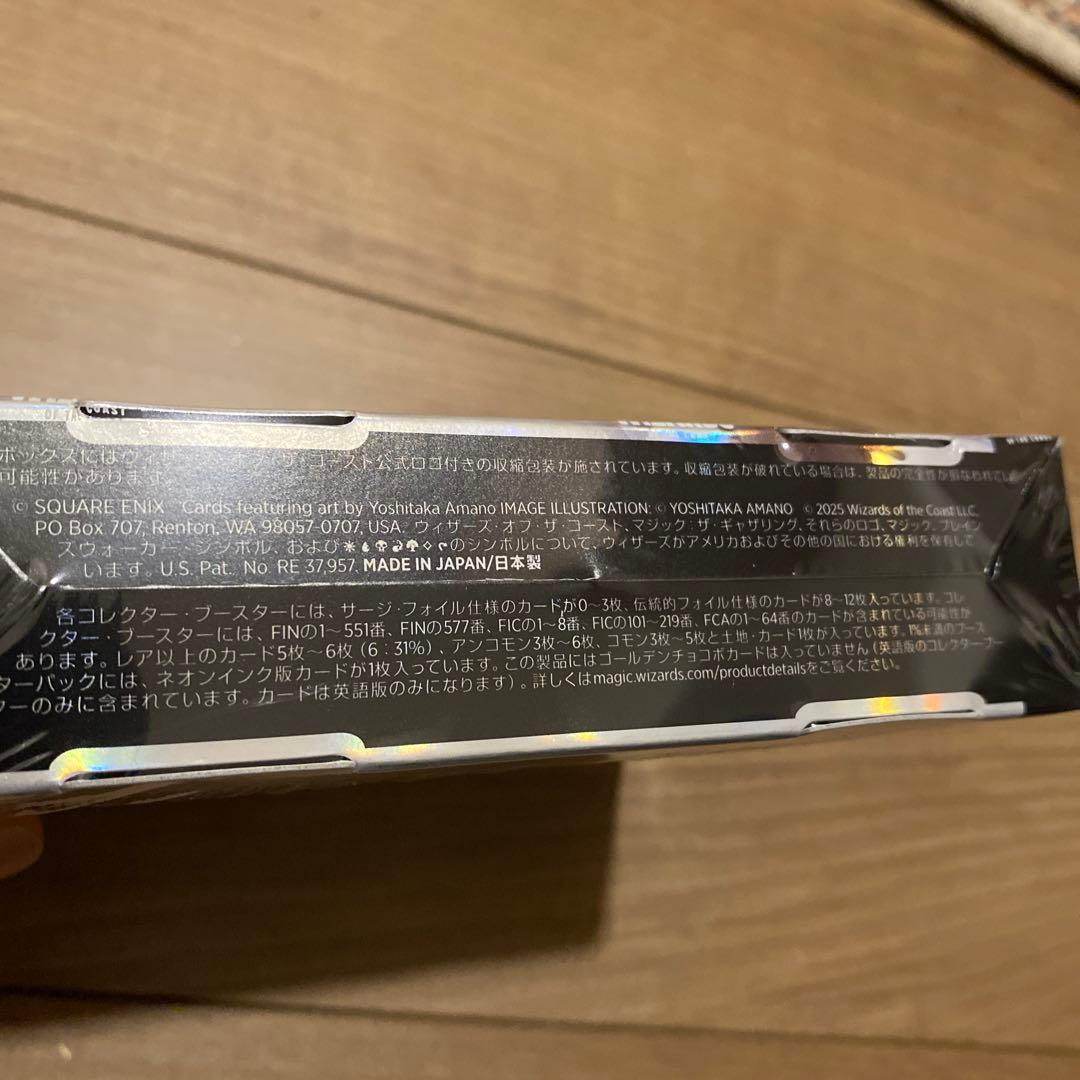 COAST
ボックスにはウィ ゴースト公式ロゴ付きの収縮包装が施されています。収縮包装が破れている場合は、製品の完全性が損なわれてい
可能性があります。
© SQUARE ENIX Cards featuring art by Yoshitaka Amano IMAGE ILLUSTRATION: © YOSHITAKA AMANO © 2025 Wizards of the Coast LLC,
PO Box 707, Renton, WA 98057-0707, USA. ウィザーズ・オブ・ザ・コースト、マジック:ザ・ギャザリング、それらのロゴ、マジック、プレイン
スウォーカー・シンボル、および のシンボルについて、ウィザーズがアメリカおよびその他の国における権利を保有して
います。U.S. Pat. No. RE 37,957. MADE IN JAPAN/日本製
各コレクター・ブースターには、サージ・フォイル仕様のカードが0～3枚、伝統的フォイル仕様のカードが8～12枚入っています。コレ
クター・ブースターには、FINの1～551番、FINの577番、FICの1～8番、FICの101～219番、FCAの1～64番のカードが含まれている可能性が
あります。レア以上のカード5枚～6枚(6:31%)、アンコモン3枚～6枚、コモン3枚～5枚と土地・カード1枚が入っています。1%未満のブース
ターパックには、ネオンインク版カードが1枚入っています。この製品にはゴールデンチョコボカードは入っていません(英語版のコレクターブー
ターのみに含まれています。カードは英語版のみになります)。詳しくはmagic.wizards.com/productdetailsをご覧ください。